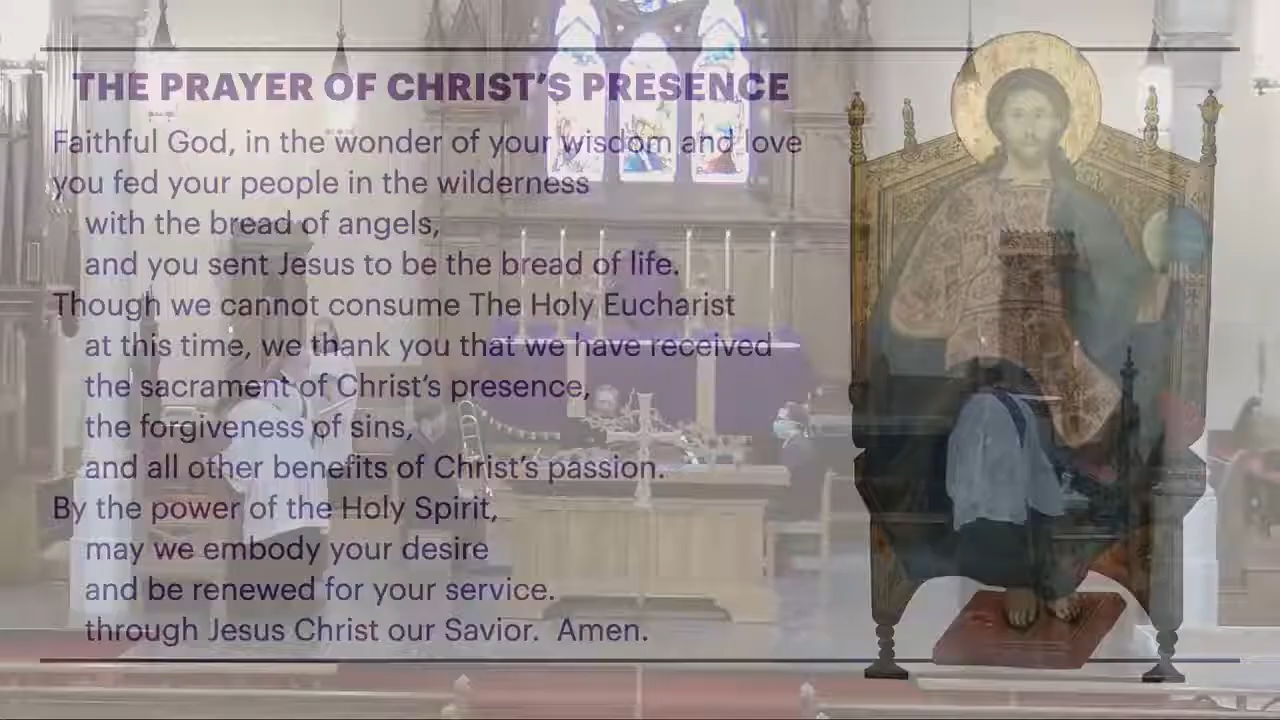 THE PRAYER OF CHRIST’S PRESENCE
Faithful God, in the wonder of your wisdom and love
you fed your people in the wilderness
with the bread of angels,
and you sent Jesus to be the bread of life.
Though we cannot consume The Holy Eucharist
at this time, we thank you that we have received
the sacrament of Christ’s presence,
the forgiveness of sins,
and all other benefits of Christ’s passion.
By the power of the Holy Spirit,
may we embody your desire
and be renewed for your service.
through Jesus Christ our Savior.  Amen.